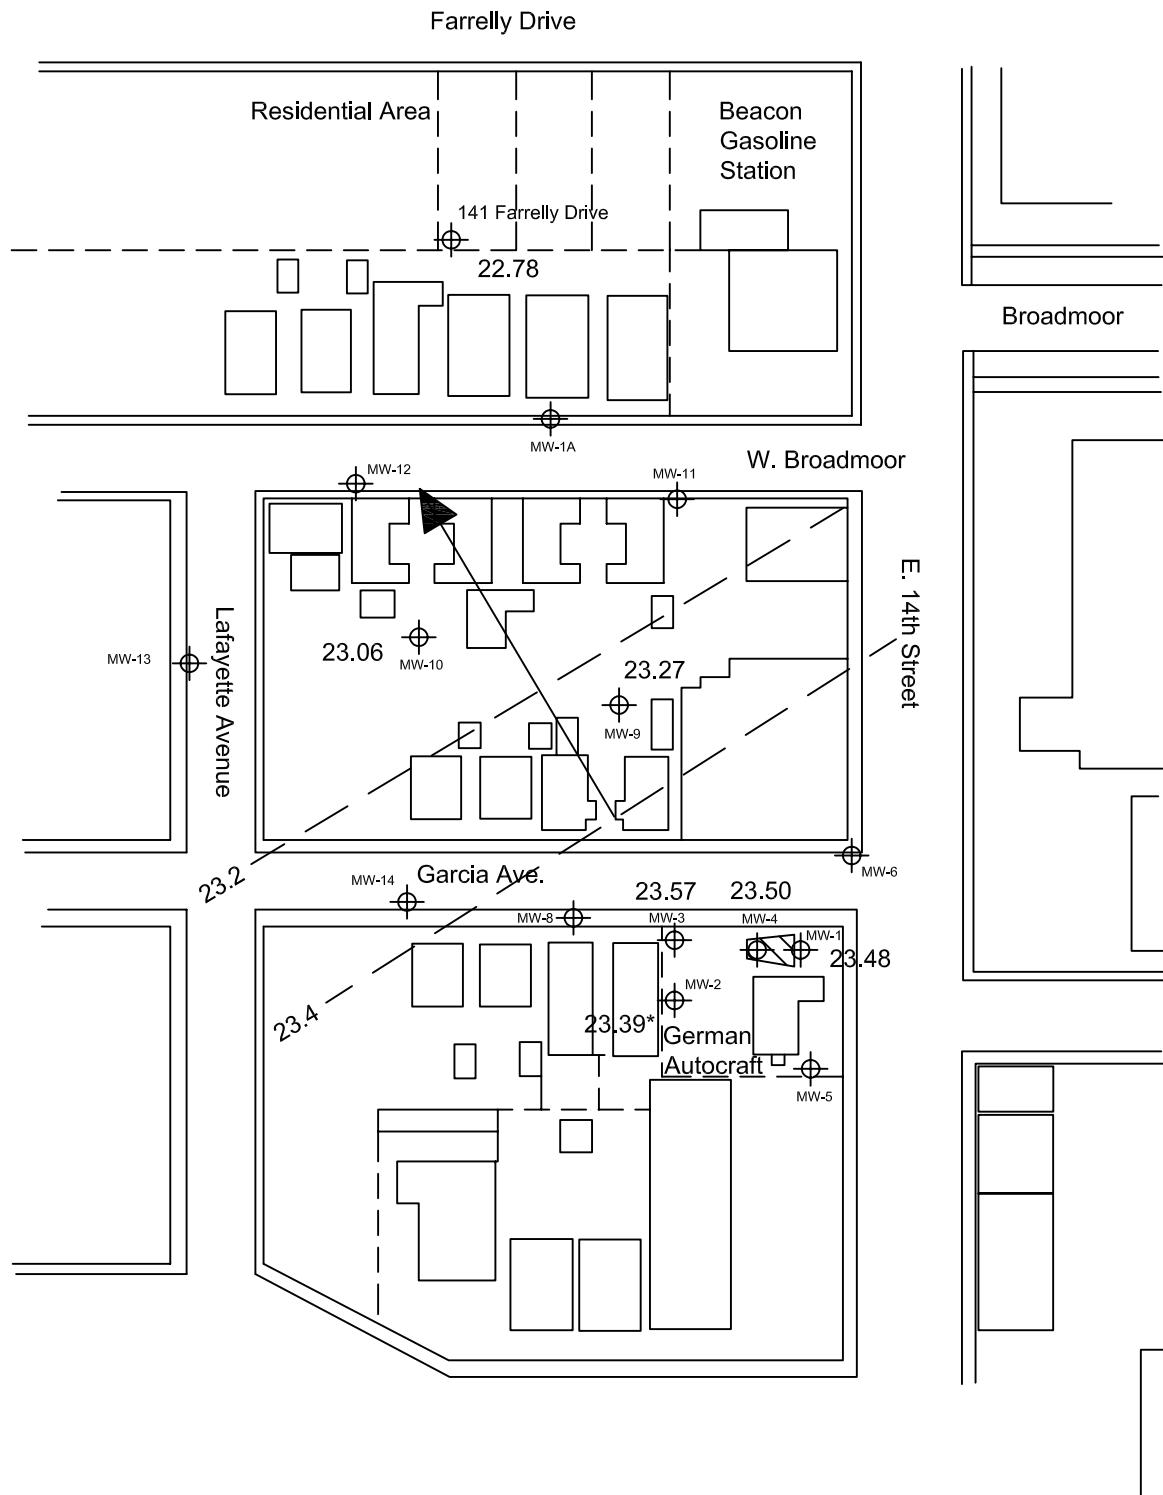 Farrelly Drive
Residential Area
Beacon
Gasoline
Station
141 Farrelly Drive
22.78
Broadmoor
MW-1A
W. Broadmoor
MW-12
MW-11
E. 14th Street
Lafayette Avenue
MW-13
23.06
MW-10
23.27
MW-9
23.2
Garcia Ave.
MW-6
MW-14
23.57
23.50
MW-8
MW-3
MW-4
MW-1
23.48
MW-2
23.4
23.39*
German
Autocraft
MW-5